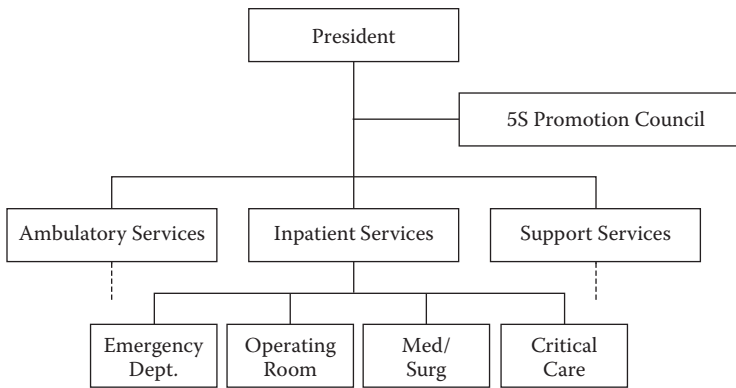 President
5S Promotion Council
Ambulatory Services
Inpatient Services
Support Services
Emergency
Dept.
Operating
Room
Med/
Surg
Critical
Care